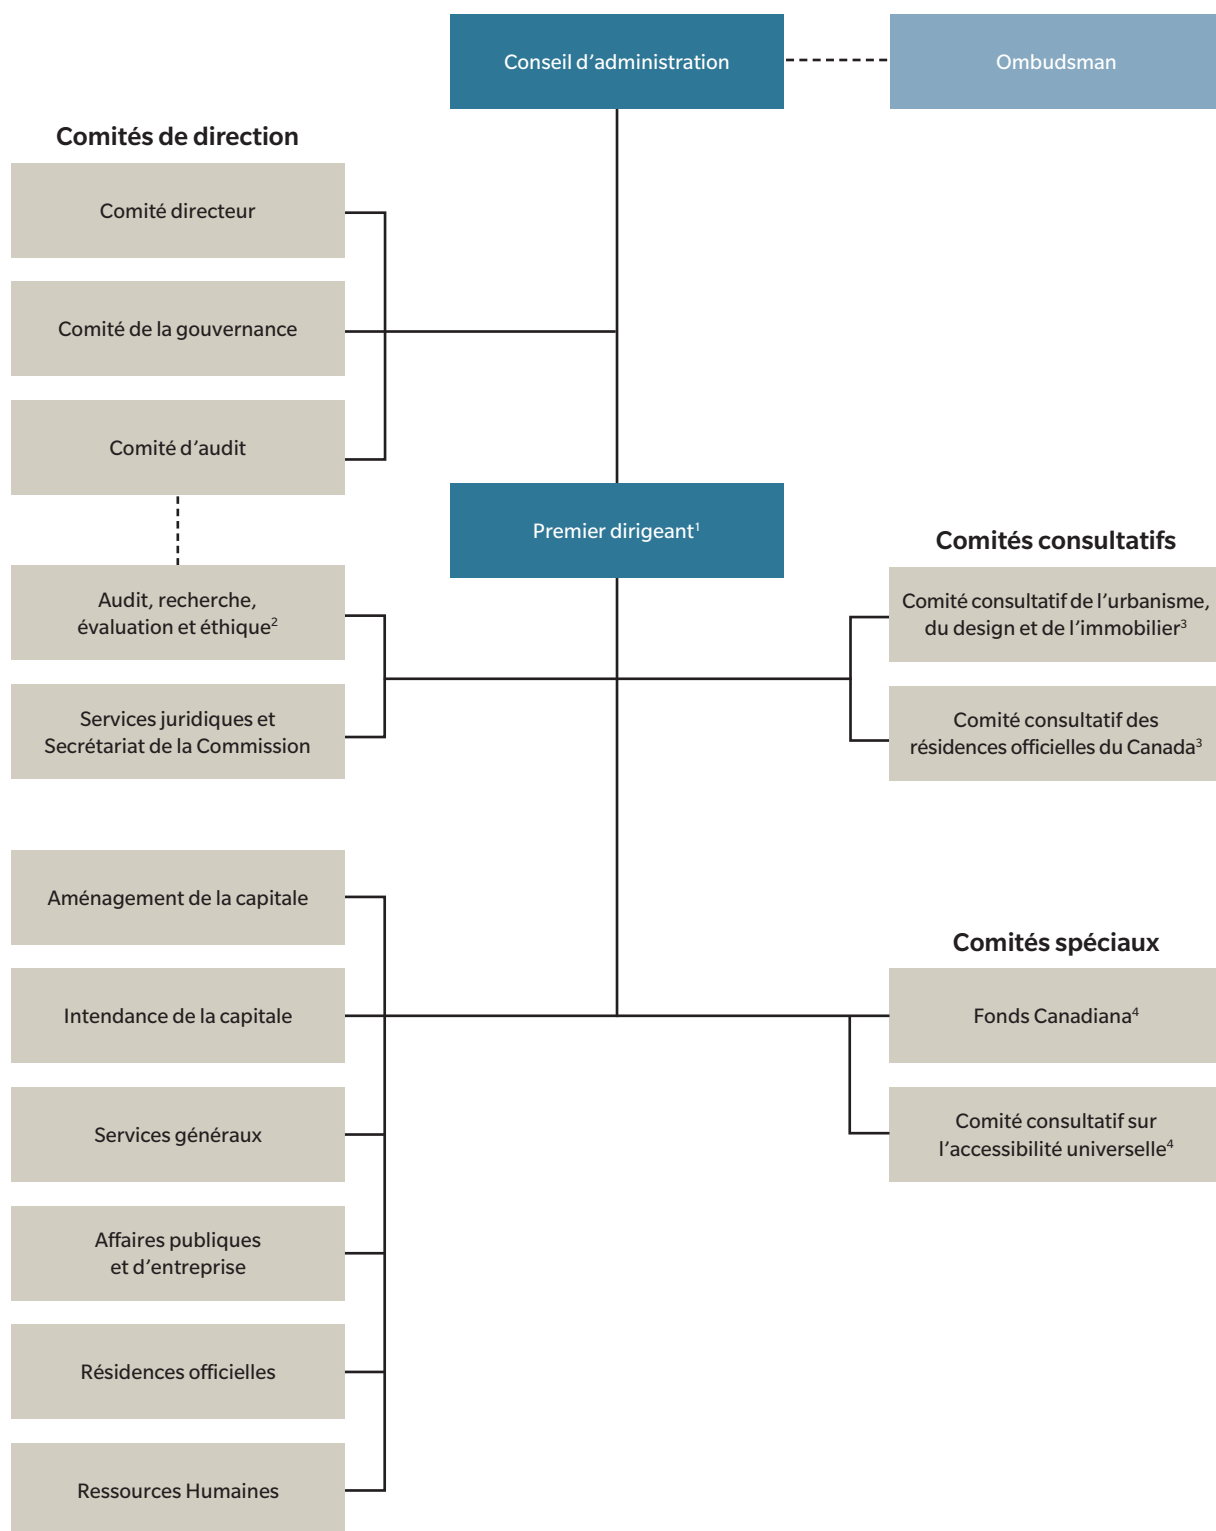 Conseil d'administration
Ombudsman
Comités de direction
Comité directeur
Comité de la gouvernance
Comité d'audit
Premier dirigeant¹
Comités consultatifs
Audit, recherche,
évaluation et éthique²
Comité consultatif de l'urbanisme,
du design et de l'immobilier³
Services juridiques et
Secrétariat de la Commission
Comité consultatif des
résidences officielles du Canada³
Aménagement de la capitale
Comités spéciaux
Intendance de la capitale
Fonds Canadiana⁴
Services généraux
Comité consultatif sur
l'accessibilité universelle⁴
Affaires publiques
et d'entreprise
Résidences officielles
Ressources Humaines